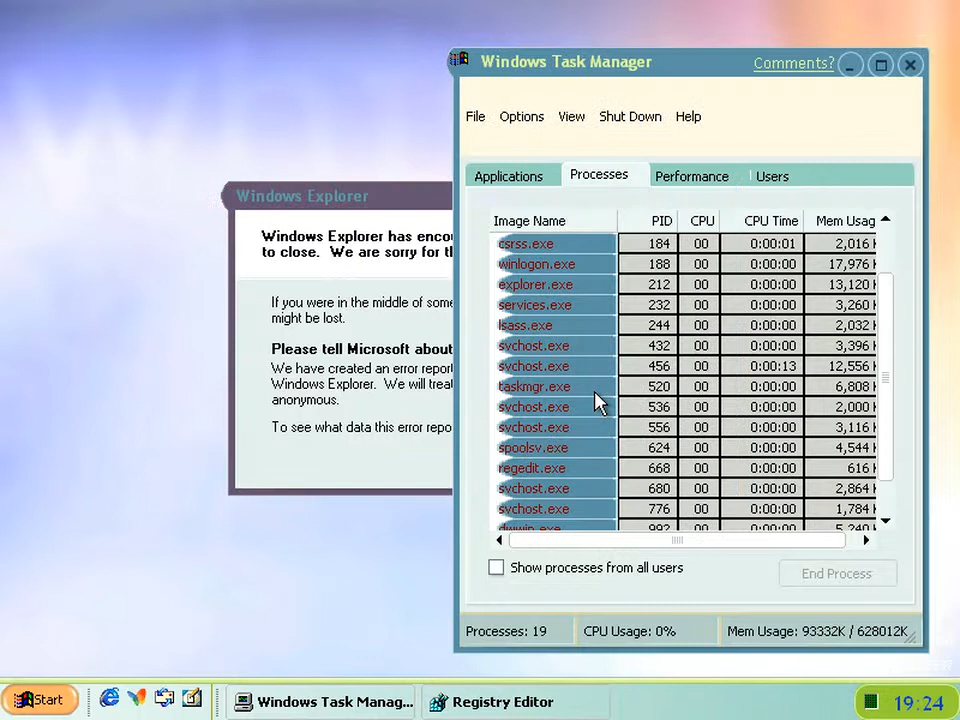 Windows Task Manager
Comments?
File Options View Shut Down Help
Applications Processes Performance Users
Windows Explorer
Windows Explorer has enco
to close. We are sorry for th
If you were in the middle of some
might be lost.
Please tell Microsoft about
We have created an error report
Windows Explorer. We will treat
anonymous.
To see what data this error repo
Image Name PID CPU CPU Time Mem Usag
csrss.exe 184 00 0:00:01 2,016 K
winlogon.exe 188 00 0:00:00 17,976 K
explorer.exe 212 00 0:00:00 13,120 K
services.exe 232 00 0:00:00 3,260 K
lsass.exe 244 00 0:00:00 2,032 K
svchost.exe 432 00 0:00:00 3,396 K
svchost.exe 456 00 0:00:13 12,556 K
taskmgr.exe 520 00 0:00:00 6,808 K
svchost.exe 536 00 0:00:00 2,000 K
svchost.exe 556 00 0:00:00 3,116 K
spoolsv.exe 624 00 0:00:00 4,544 K
regedit.exe 668 00 0:00:00 616 K
svchost.exe 680 00 0:00:00 2,864 K
svchost.exe 776 00 0:00:00 1,784 K
dwwin.exe 992 00 0:00:00 5,240 K
Show processes from all users
End Process
Processes: 19 CPU Usage: 0% Mem Usage: 93332K / 628012K
Start Windows Task Manag... Registry Editor 19:24